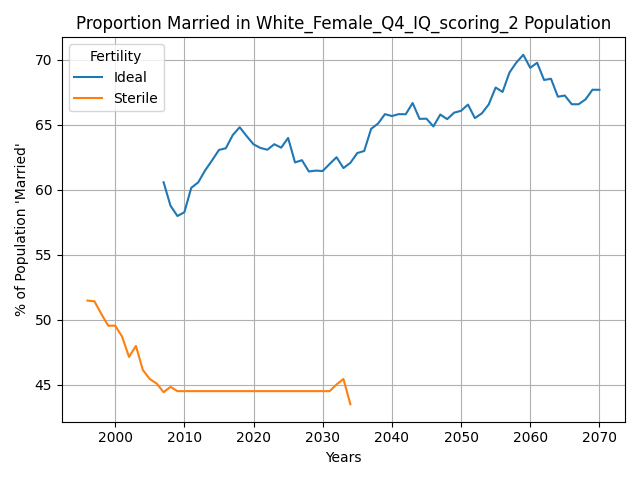 Proportion Married in White_Female_Q4_IQ_scoring_2 Population
Fertility
Ideal
Sterile
% of Population 'Married'
70
65
60
55
50
45
2000
2010
2020
2030
2040
2050
2060
2070
Years